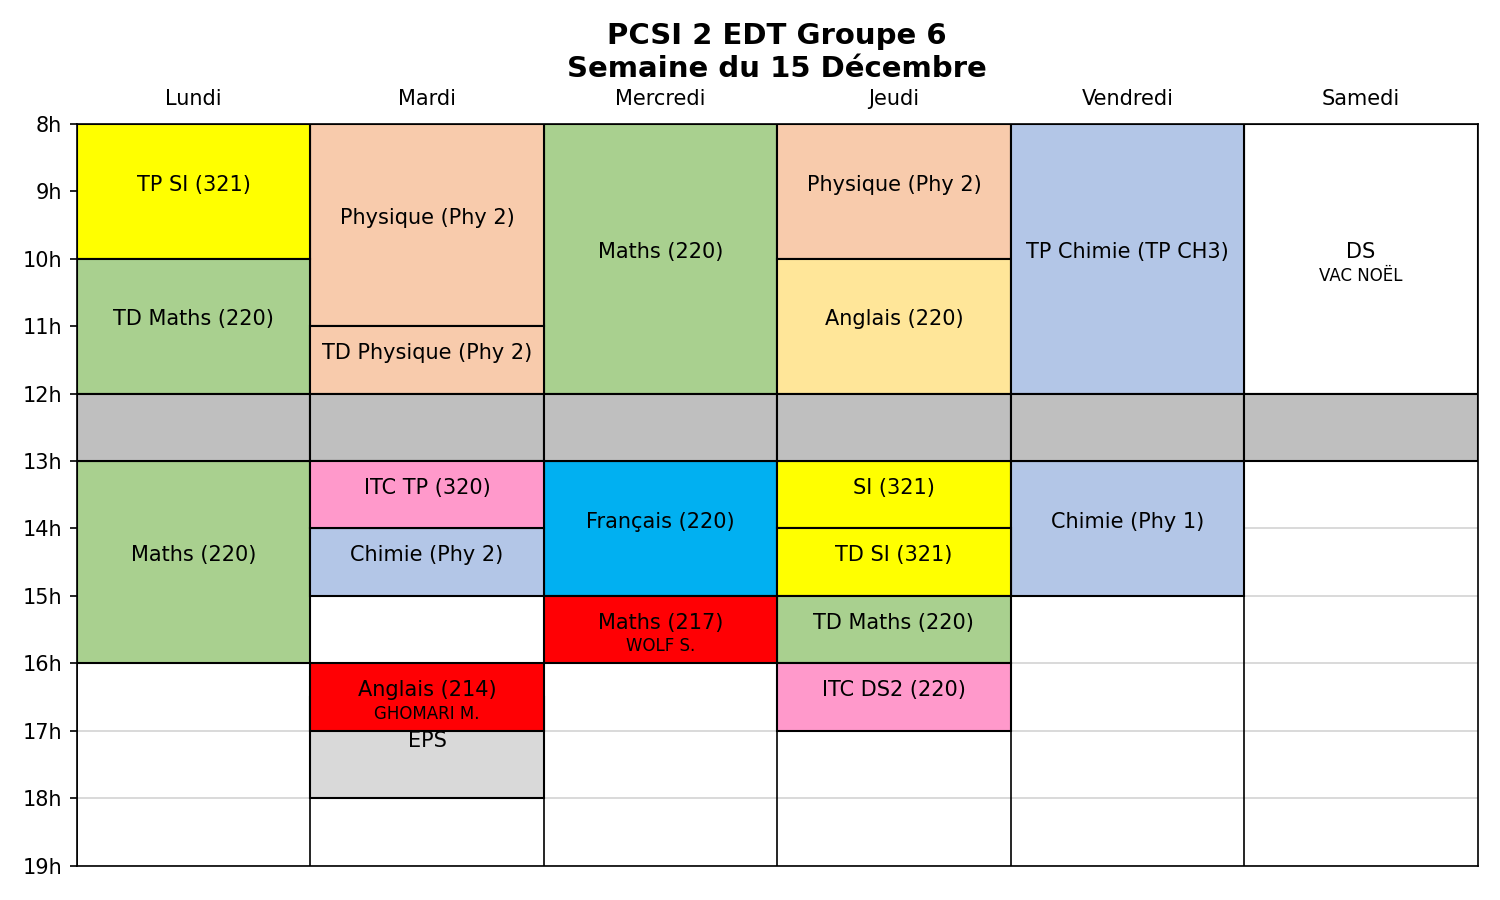 PCSI 2 EDT Groupe 6
Semaine du 15 Décembre
Lundi
Mardi
Mercredi
Jeudi
Vendredi
Samedi
8h
9h
10h
11h
12h
13h
14h
15h
16h
17h
18h
19h
TP SI (321)
TD Maths (220)
Maths (220)
Physique (Phy 2)
TD Physique (Phy 2)
ITC TP (320)
Chimie (Phy 2)
Anglais (214)
GHOMARI M.
EPS
Maths (220)
Français (220)
Maths (217)
WOLF S.
Physique (Phy 2)
Anglais (220)
SI (321)
TD SI (321)
TD Maths (220)
ITC DS2 (220)
TP Chimie (TP CH3)
Chimie (Phy 1)
DS
VAC NOËL